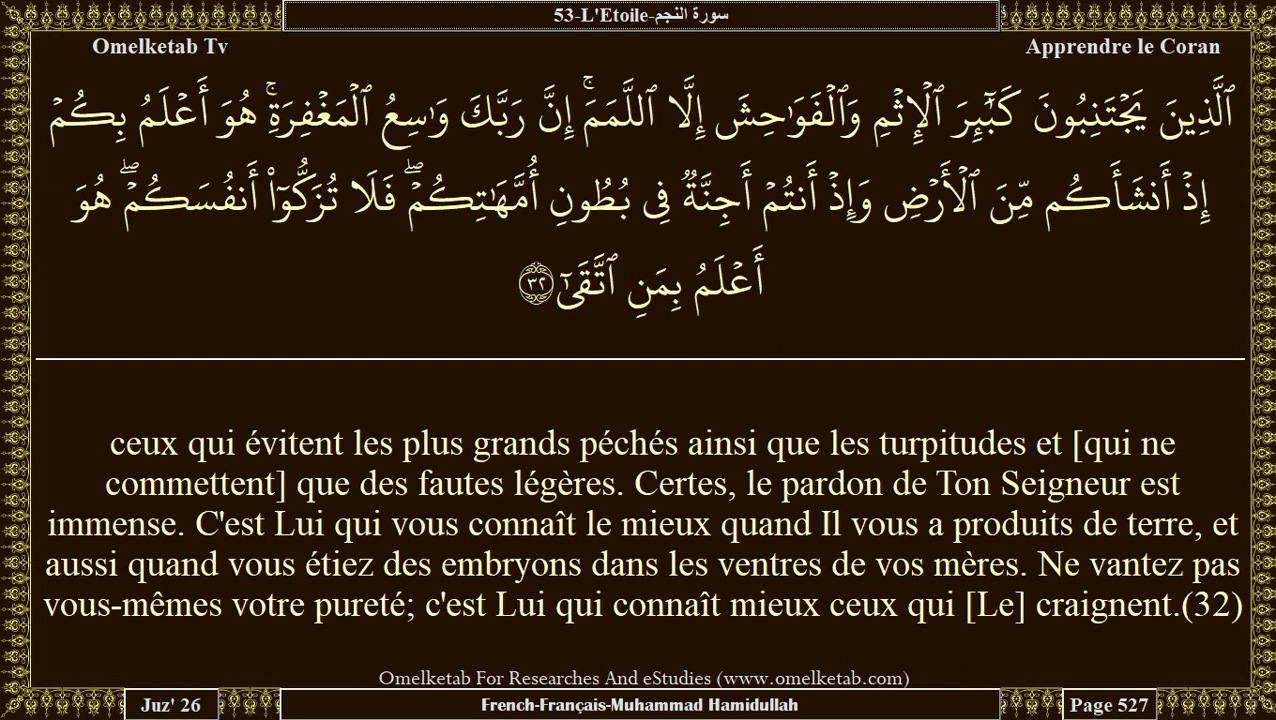 53-L'Etoile-سورة النجم
Omelketab Tv
Apprendre le Coran
ٱلَّذِينَ يَجْتَنِبُونَ كَبَٰٓئِرَ ٱلْإِثْمِ وَٱلْفَوَٰحِشَ إِلَّا ٱللَّمَمَ ۚ إِنَّ رَبَّكَ وَٰسِعُ ٱلْمَغْفِرَةِ ۚ هُوَ أَعْلَمُ بِكُمْ
إِذْ أَنشَأَكُم مِّنَ ٱلْأَرْضِ وَإِذْ أَنتُمْ أَجِنَّةٌ فِى بُطُونِ أُمَّهَٰتِكُمْ ۖ فَلَا تُزَكُّوٓا۟ أَنفُسَكُمْ ۖ هُوَ
أَعْلَمُ بِمَنِ ٱتَّقَىٰٓ ٣٢
ceux qui évitent les plus grands péchés ainsi que les turpitudes et [qui ne
commettent] que des fautes légères. Certes, le pardon de Ton Seigneur est
immense. C'est Lui qui vous connaît le mieux quand Il vous a produits de terre, et
aussi quand vous étiez des embryons dans les ventres de vos mères. Ne vantez pas
vous-mêmes votre pureté; c'est Lui qui connaît mieux ceux qui [Le] craignent.(32)
Omelketab For Researches And eStudies (www.omelketab.com)
Juz' 26
French-Français-Muhammad Hamidullah
Page 527